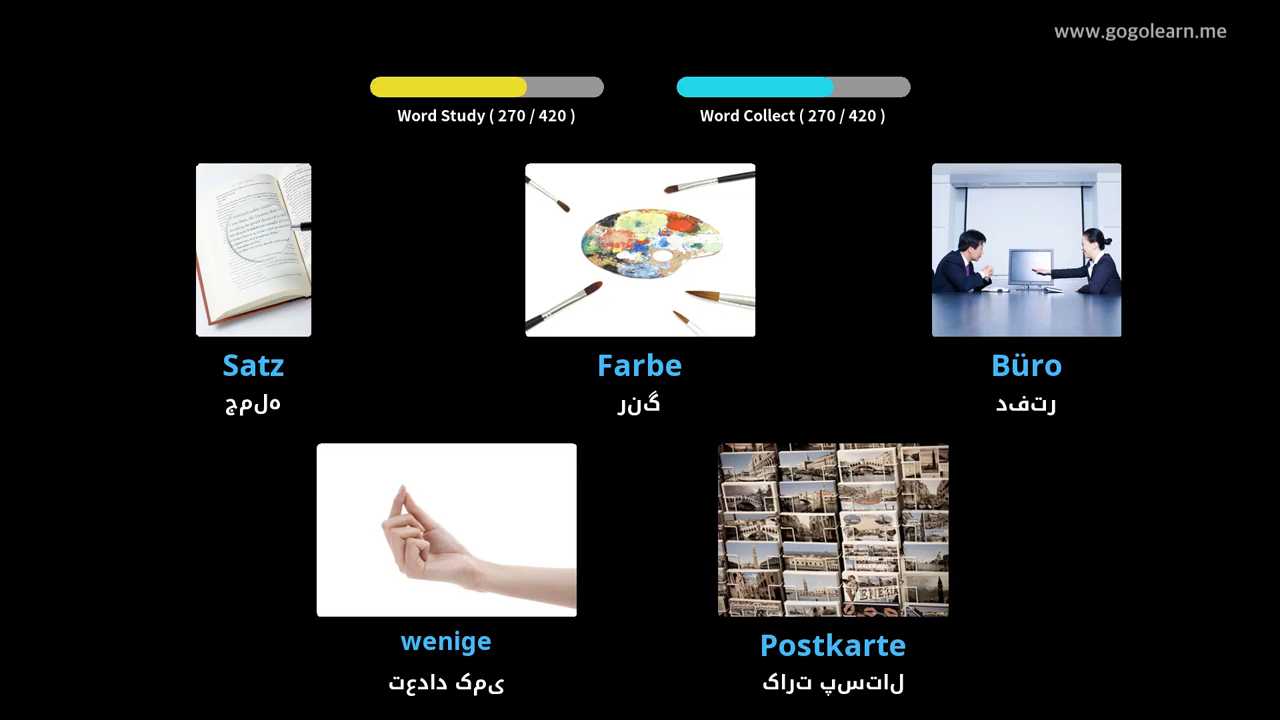 www.gogolearn.me
Word Study ( 270 / 420 )
Word Collect ( 270 / 420 )
Satz
هلمج
Farbe
گنر
Büro
رتفد
wenige
یمک دادعت
Postkarte
لاتسپ تراک